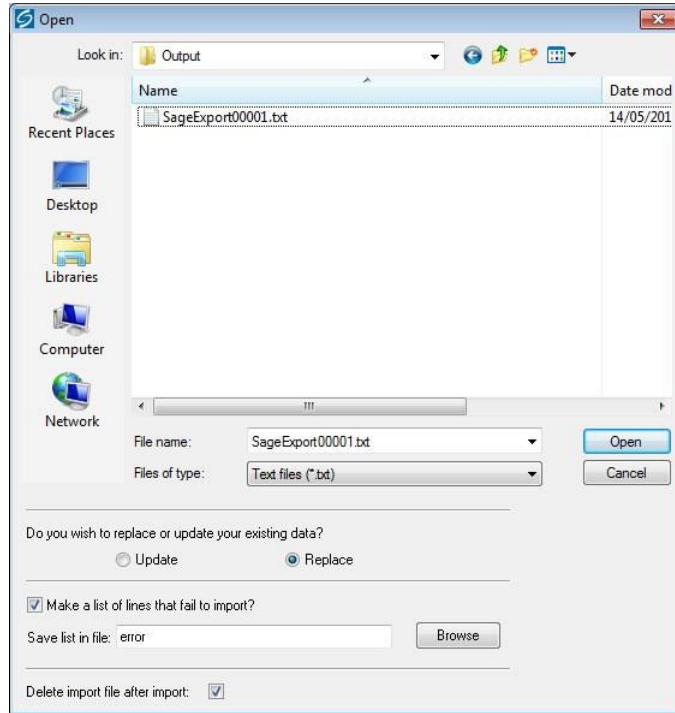 Open
Look in: Output
Name Date mod
SageExport00001.txt 14/05/201
Recent Places
Desktop
Libraries
Computer
Network
File name: SageExport00001.txt Open
Files of type: Text files (*.txt) Cancel
Do you wish to replace or update your existing data?
Update Replace
Make a list of lines that fail to import?
Save list in file: error Browse
Delete import file after import: